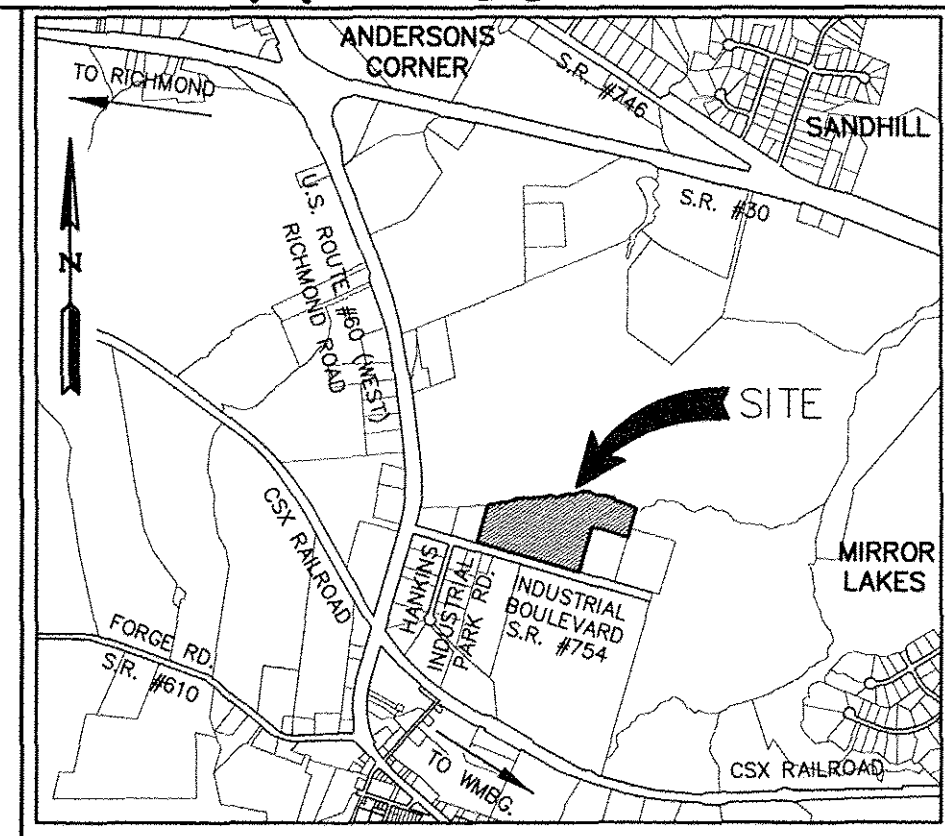 ANDERSONS
CORNER
TO RICHMOND
S.R. #746
SANDHILL
S.R. #30
N
U.S. ROUTE #60 (WEST)
RICHMOND ROAD
SITE
CSX RAILROAD
HANKINS
INDUSTRIAL
PARK RD.
INDUSTRIAL
BOULEVARD
S.R. #754
MIRROR
LAKES
FORGE RD.
S.R. #610
TO WMBG.
CSX RAILROAD